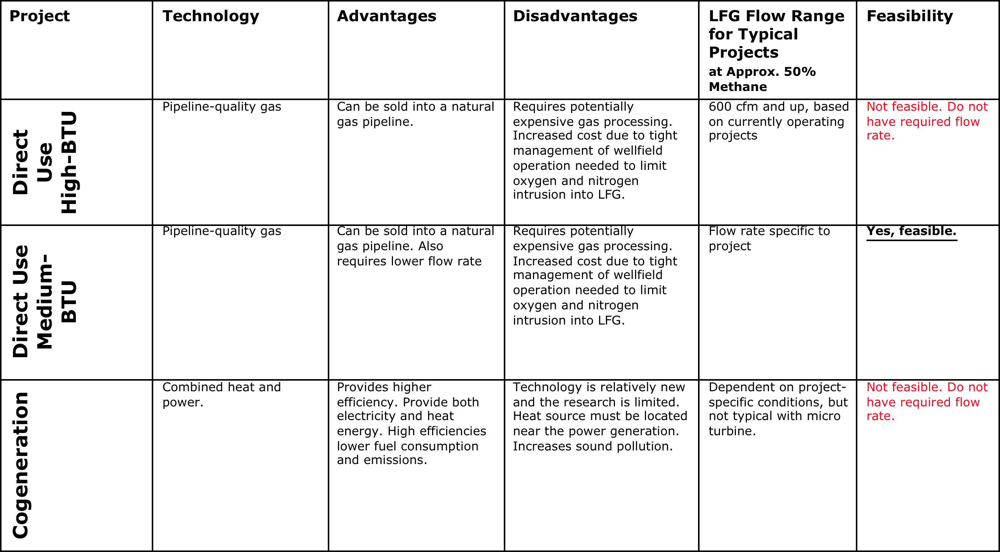 Project
Technology
Advantages
Disadvantages
LFG Flow Range
for Typical
Projects
at Approx. 50%
Methane
Feasibility
Direct
Use
High-BTU
Pipeline-quality gas
Can be sold into a natural
gas pipeline.
Requires potentially
expensive gas processing.
Increased cost due to tight
management of wellfield
operation needed to limit
oxygen and nitrogen
intrusion into LFG.
600 cfm and up, based
on currently operating
projects
Not feasible. Do not
have required flow
rate.
Direct Use
Medium-
BTU
Pipeline-quality gas
Can be sold into a natural
gas pipeline. Also
requires lower flow rate
Requires potentially
expensive gas processing.
Increased cost due to tight
management of wellfield
operation needed to limit
oxygen and nitrogen
intrusion into LFG.
Flow rate specific to
project
Yes, feasible.
Cogeneration
Combined heat and
power.
Provides higher
efficiency. Provide both
electricity and heat
energy. High efficiencies
lower fuel consumption
and emissions.
Technology is relatively new
and the research is limited.
Heat source must be located
near the power generation.
Increases sound pollution.
Dependent on project-
specific conditions, but
not typical with micro
turbine.
Not feasible. Do not
have required flow
rate.